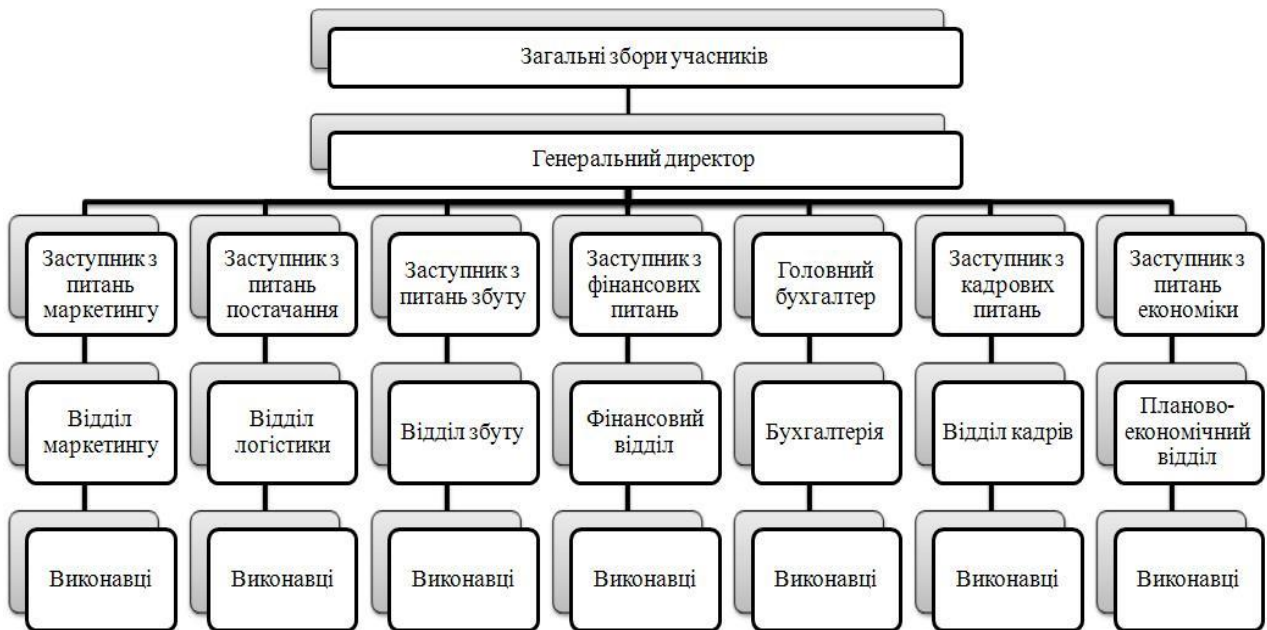 Загальні збори учасників
Генеральний директор
Заступник з
питань
маркетингу
Заступник з
питань
постачання
Заступник з
питань збуту
Заступник з
фінансових
питань
Головний
бухгалтер
Заступник з
кадрових
питань
Заступник з
питань
економіки
Відділ
маркетингу
Відділ
логістики
Відділ збуту
Фінансовий
відділ
Бухгалтерія
Відділ кадрів
Планово-
економічний
відділ
Виконавці
Виконавці
Виконавці
Виконавці
Виконавці
Виконавці
Виконавці